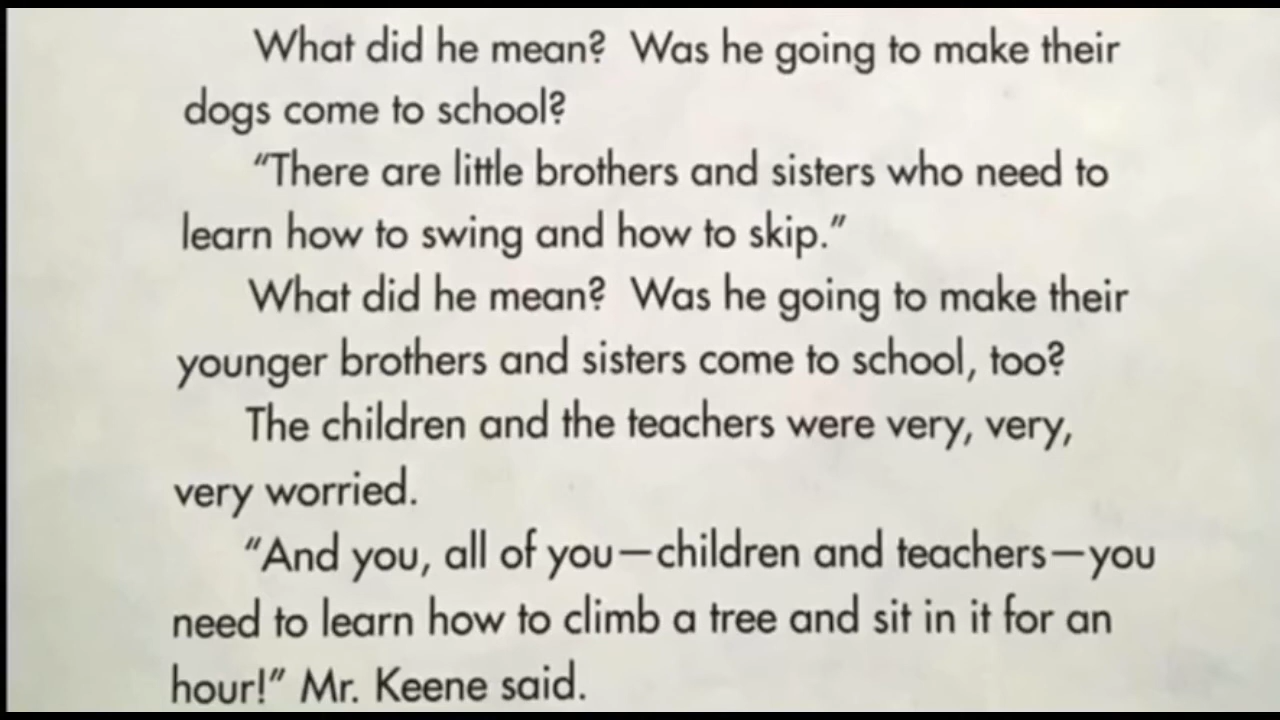 What did he mean? Was he going to make their
dogs come to school?
“There are little brothers and sisters who need to
learn how to swing and how to skip.”
What did he mean? Was he going to make their
younger brothers and sisters come to school, too?
The children and the teachers were very, very,
very worried.
“And you, all of you—children and teachers—you
need to learn how to climb a tree and sit in it for an
hour!” Mr. Keene said.